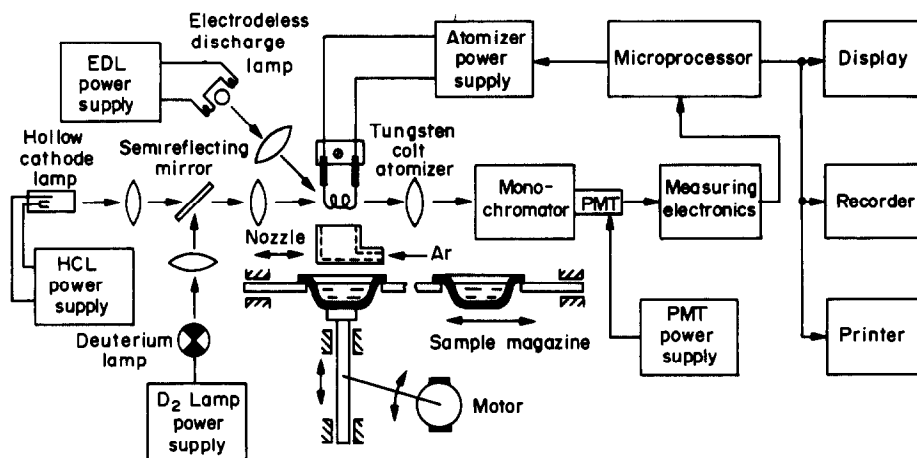 Electrodeless
discharge
lamp
EDL
power
supply
Atomizer
power
supply
Microprocessor
Display
Hollow
cathode
lamp
Semireflecting
mirror
Tungsten
colt
atomizer
Mono-
chromator
PMT
Measuring
electronics
Recorder
Nozzle
Ar
HCL
power
supply
Deuterium
lamp
Sample magazine
PMT
power
supply
Printer
D₂ Lamp
power
supply
Motor